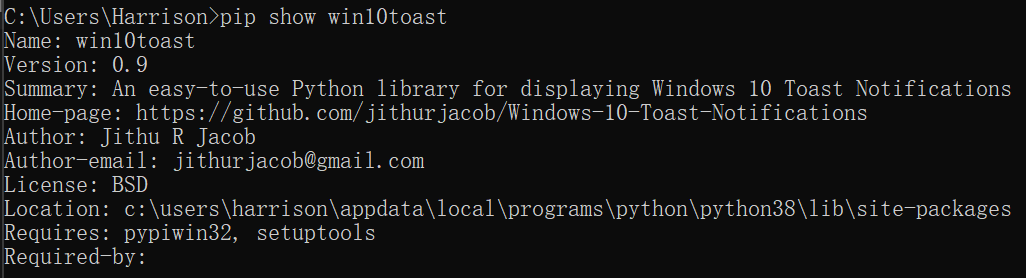 C:\Users\Harrison>pip show win10toast
Name: win10toast
Version: 0.9
Summary: An easy-to-use Python library for displaying Windows 10 Toast Notifications
Home-page: https://github.com/jithurjacob/Windows-10-Toast-Notifications
Author: Jithu R Jacob
Author-email: jithurjacob@gmail.com
License: BSD
Location: c:\users\harrison\appdata\local\programs\python\python38\lib\site-packages
Requires: pypiwin32, setuptools
Required-by: